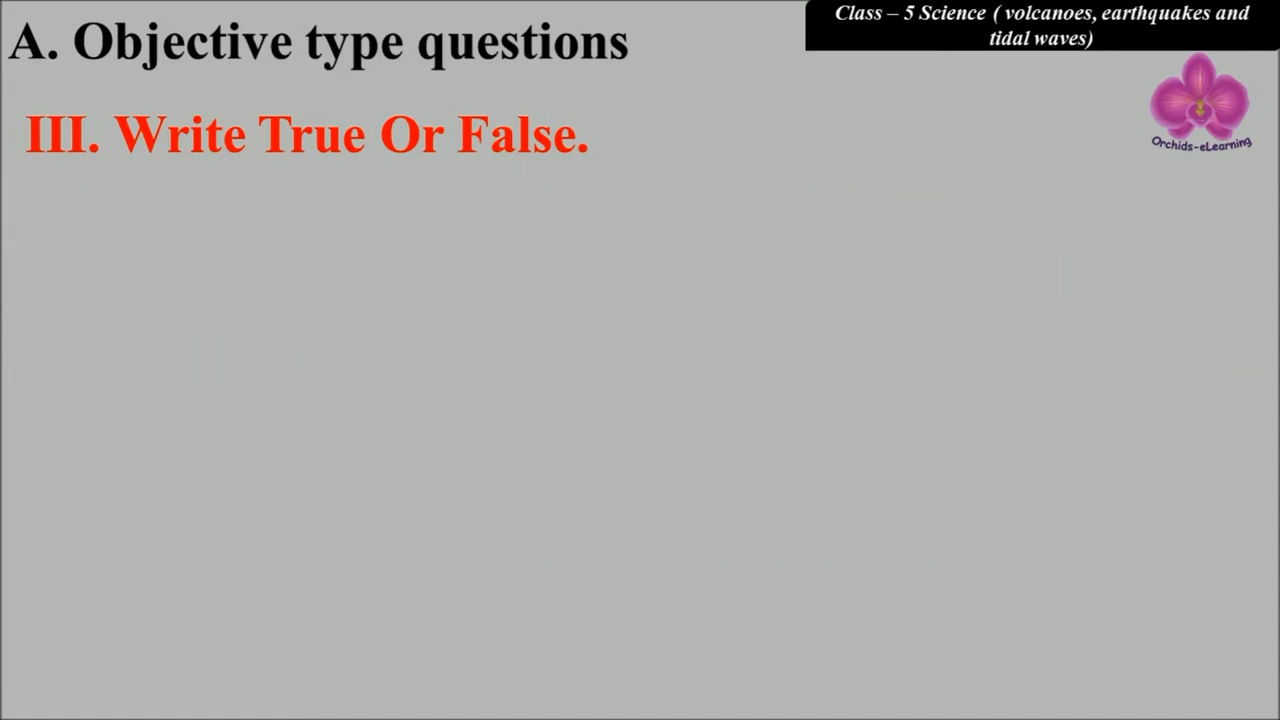 Class – 5 Science ( volcanoes, earthquakes and
tidal waves)
A. Objective type questions
III. Write True Or False.
Orchids-eLearning